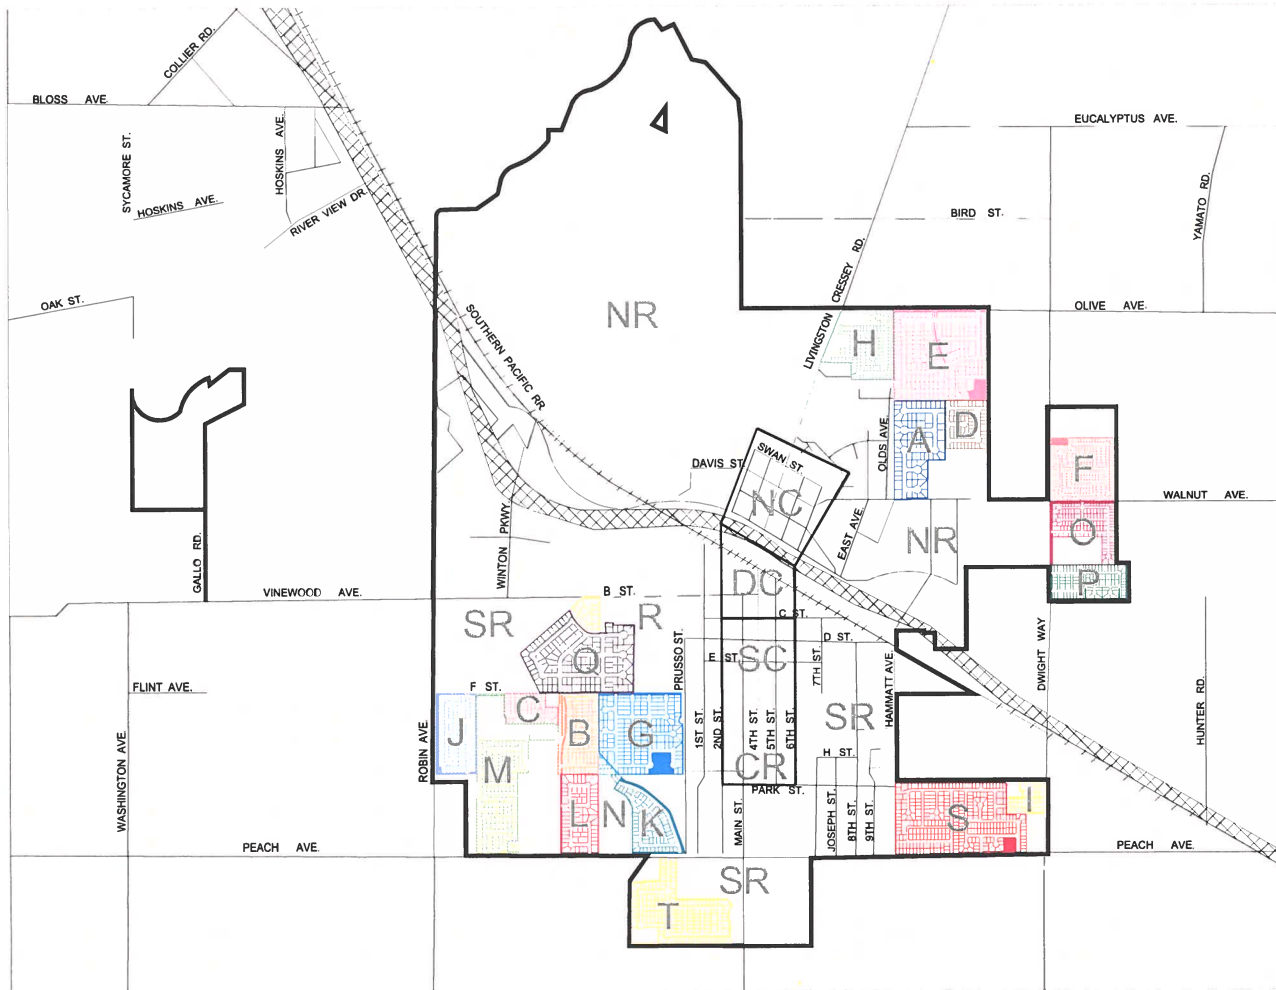 COLLIER RD.
BLOSS AVE
EUCALYPTUS AVE.
SYCAMORE ST.
HOSKINS AVE.
HOSKINS AVE.
RIVER VIEW DR.
YAMATO RD.
BIRD ST.
OAK ST.
LIVINGSTON CRESSEY RD.
OLIVE AVE.
SOUTHERN PACIFIC RR
NR
H
E
A
D
OLDS AVE.
SWAN ST.
DAVIS ST.
NC
F
WALNUT AVE.
WINTON PKWY
EAST AVE.
NR
O
GALLO RD.
DC
P
VINEWOOD AVE.
B ST.
C ST.
SR
R
D ST.
Q
PRUSSO ST.
E ST.
SC
7TH ST.
HAMMATT AVE.
DWIGHT WAY
FLINT AVE.
F ST.
HUNTER RD.
WASHINGTON AVE.
ROBIN AVE.
J
C
B
G
1ST ST.
2ND ST.
4TH ST.
5TH ST.
6TH ST.
SR
M
H ST.
CR
PARK ST.
L
N
K
MAIN ST.
JOSEPH ST.
8TH ST.
9TH ST.
S
I
PEACH AVE.
PEACH AVE.
SR
T